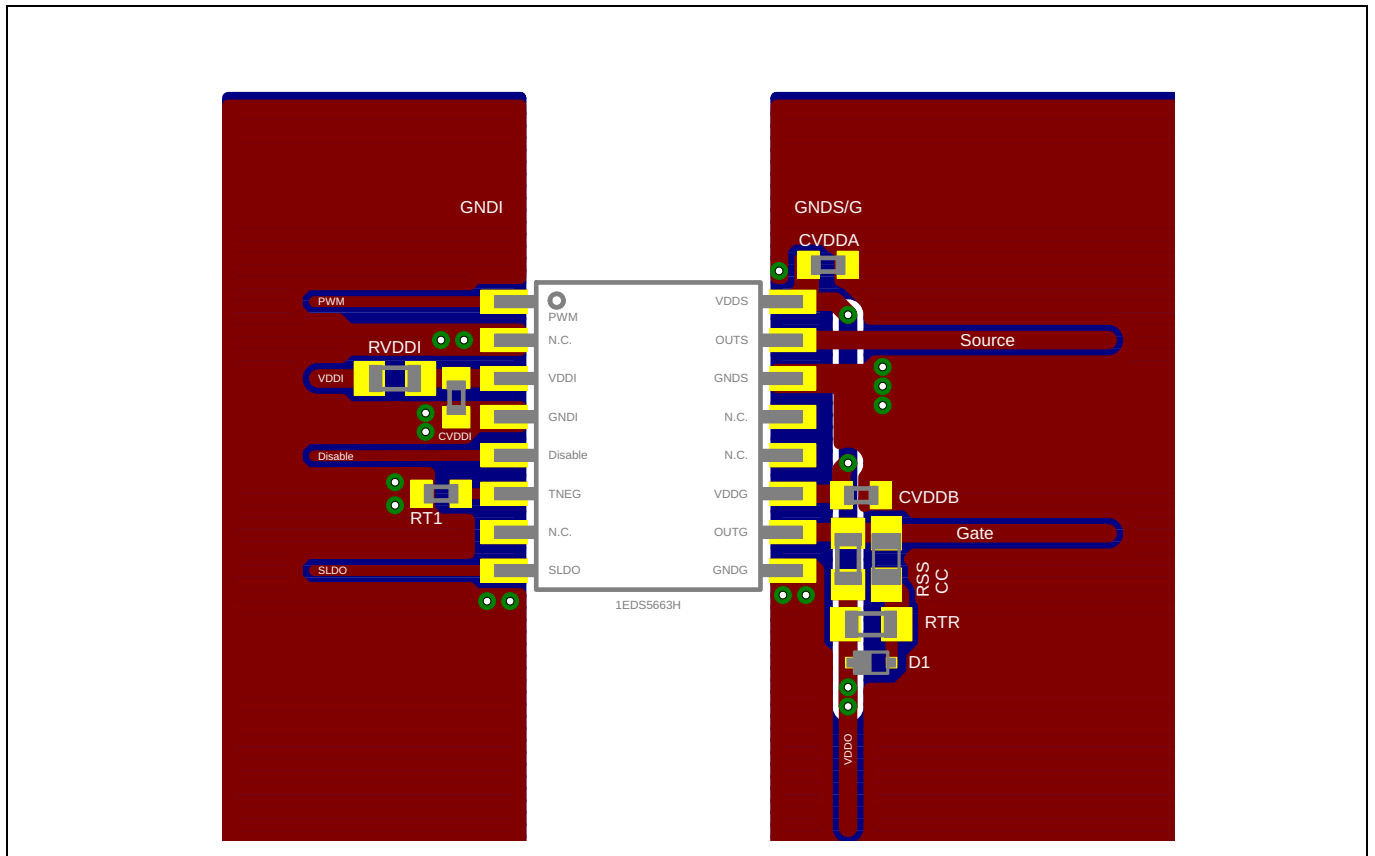 GNDI
GNDS/G
CVDDA
PWM
PWM
VDDS
N.C.
OUTS
Source
RVDDI
VDDI
VDDI
GNDS
GNDI
N.C.
CVDDI
Disable
Disable
N.C.
TNEG
VDDG
CVDDB
RT1
N.C.
OUTG
Gate
SLDO
SLDO
GNDG
RSS
CC
1EDS5663H
RTR
D1
VDDO